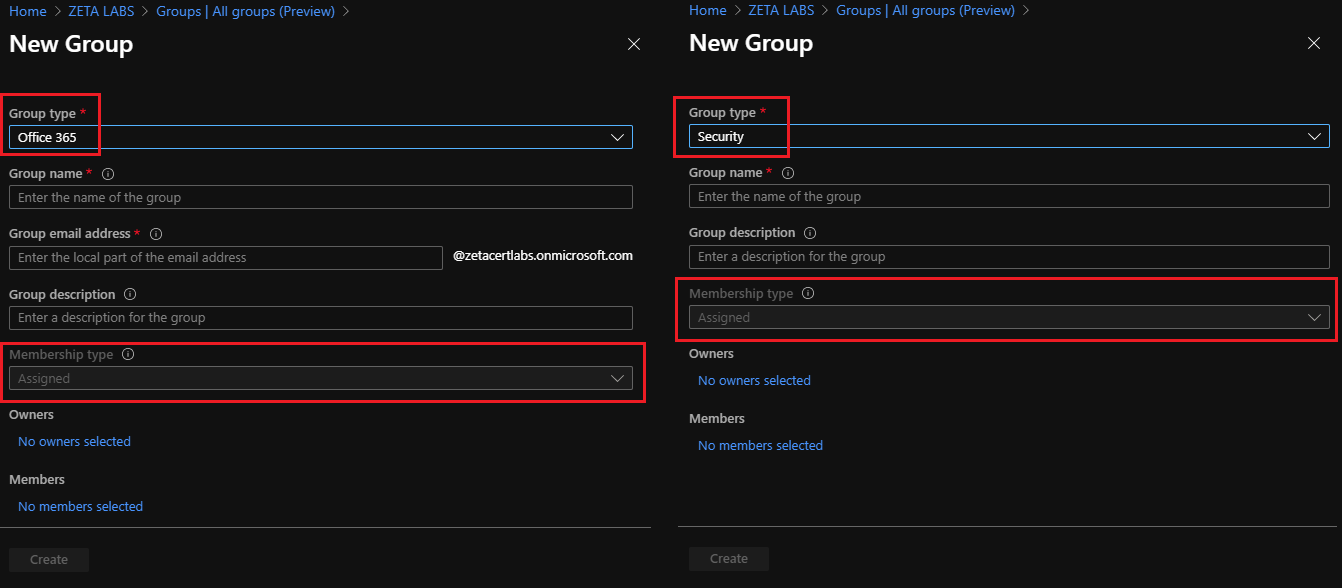 Home > ZETA LABS > Groups | All groups (Preview) >
New Group
Group type *
Office 365
Group name *
Enter the name of the group
Group email address *
Enter the local part of the email address
@zetacertlabs.onmicrosoft.com
Group description
Enter a description for the group
Membership type
Assigned
Owners
No owners selected
Members
No members selected
Create
Home > ZETA LABS > Groups | All groups (Preview) >
New Group
Group type *
Security
Group name *
Enter the name of the group
Group description
Enter a description for the group
Membership type
Assigned
Owners
No owners selected
Members
No members selected
Create